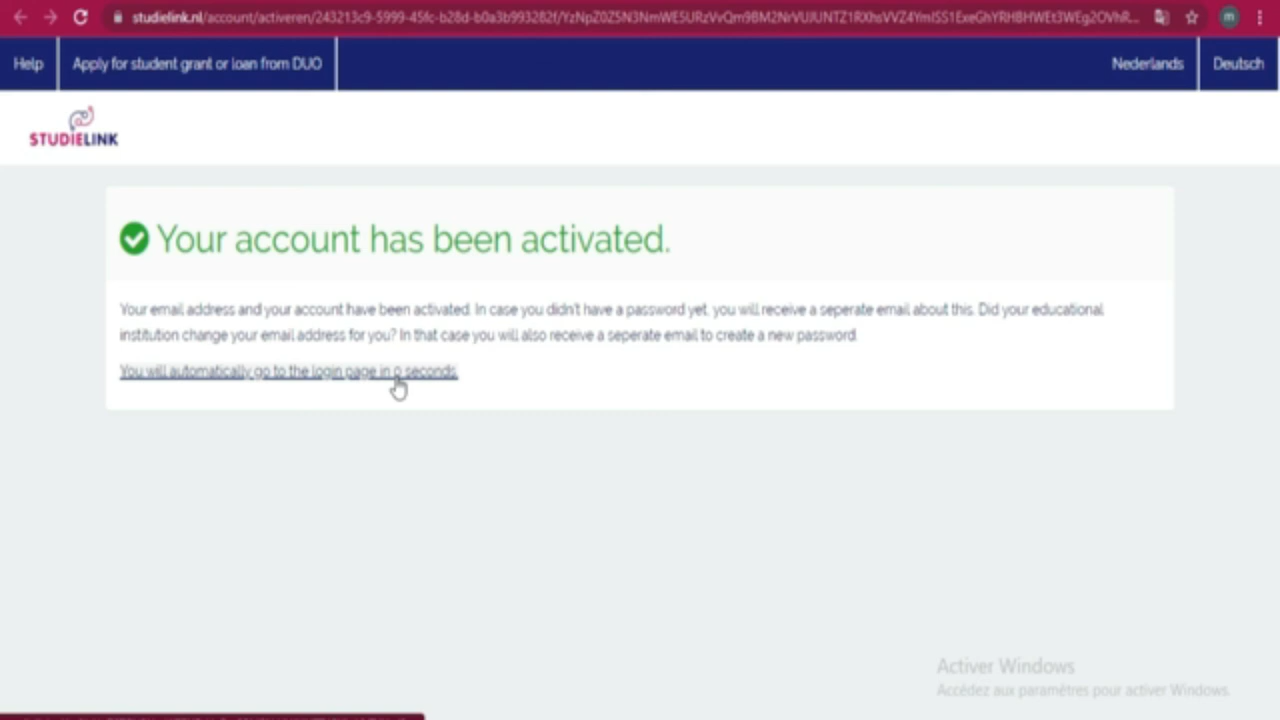 studielink.nl/account/activeren/243213c9-5999-45fc-b28d-b0a3b993282f/
Help
Apply for student grant or loan from DUO
Nederlands
Deutsch
STUDIELINK
Your account has been activated.
Your email address and your account have been activated. In case you didn't have a password yet, you will receive a seperate email about this. Did your educational
institution change your email address for you? In that case you will also receive a seperate email to create a new password.
You will automatically go to the login page in 0 seconds.
Activer Windows
Accédez aux paramètres pour activer Windows.